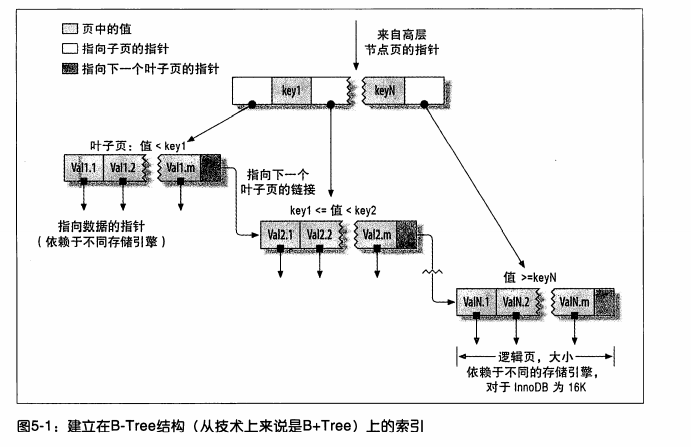 页中的值
指向子页的指针
指向下一个叶子页的指针
来自高层
节点页的指针
key1
keyN
叶子页：值 < key1
Val1.1
Val1.2
Val1.m
指向下一个
叶子页的链接
指向数据的指针
（依赖于不同存储引擎）
key1 <= 值 < key2
Val2.1
Val2.2
Val2.m
值 >=keyN
ValN.1
ValN.2
ValN.m
逻辑页，大小
依赖于不同的存储引擎，
对于 InnoDB 为 16K
图5-1：建立在B-Tree结构（从技术上来说是B+Tree）上的索引